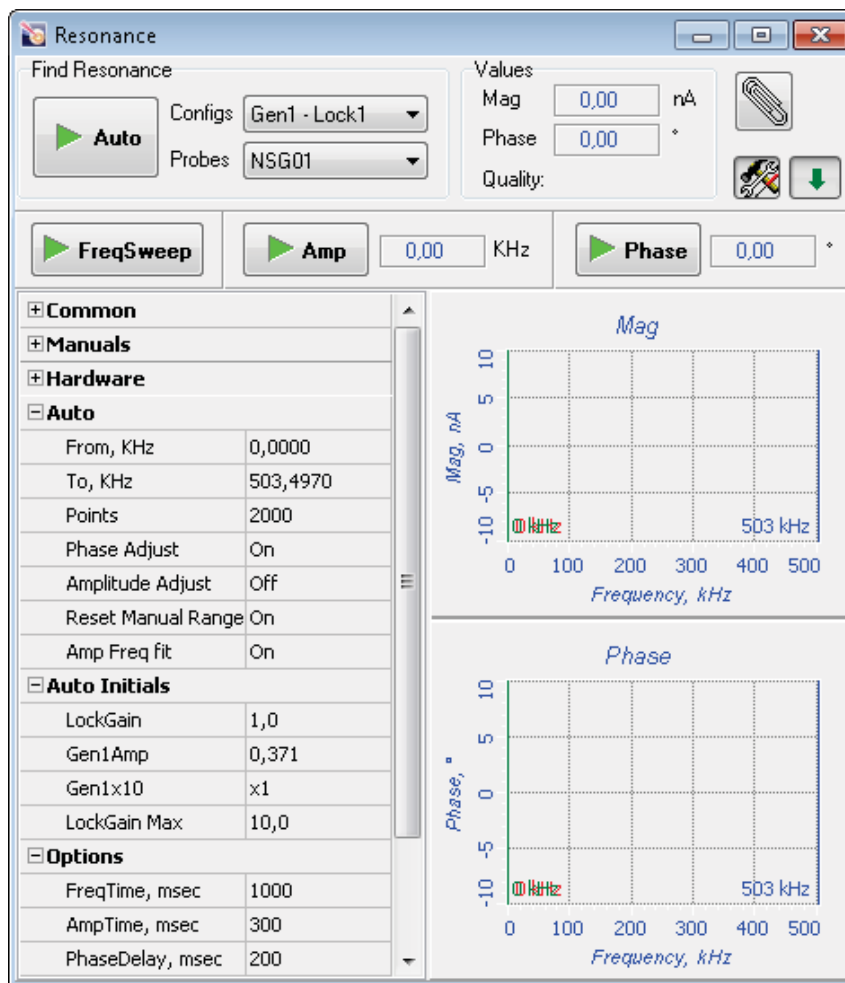 Resonance
Find Resonance
Auto
Configs Gen1 - Lock1
Probes NSG01
Values
Mag 0,00 nA
Phase 0,00 °
Quality:
FreqSweep
Amp 0,00 KHz
Phase 0,00 °
Common
Manuals
Hardware
Auto
From, KHz 0,0000
To, KHz 503,4970
Points 2000
Phase Adjust On
Amplitude Adjust Off
Reset Manual Range On
Amp Freq fit On
Auto Initials
LockGain 1,0
Gen1Amp 0,371
Gen1x10 x1
LockGain Max 10,0
Options
FreqTime, msec 1000
AmpTime, msec 300
PhaseDelay, msec 200
Mag
Mag, nA
10
5
0
-5
-10
0 kHz 503 kHz
0 100 200 300 400 500
Frequency, kHz
Phase
Phase, °
10
5
0
-5
-10
0 kHz 503 kHz
0 100 200 300 400 500
Frequency, kHz